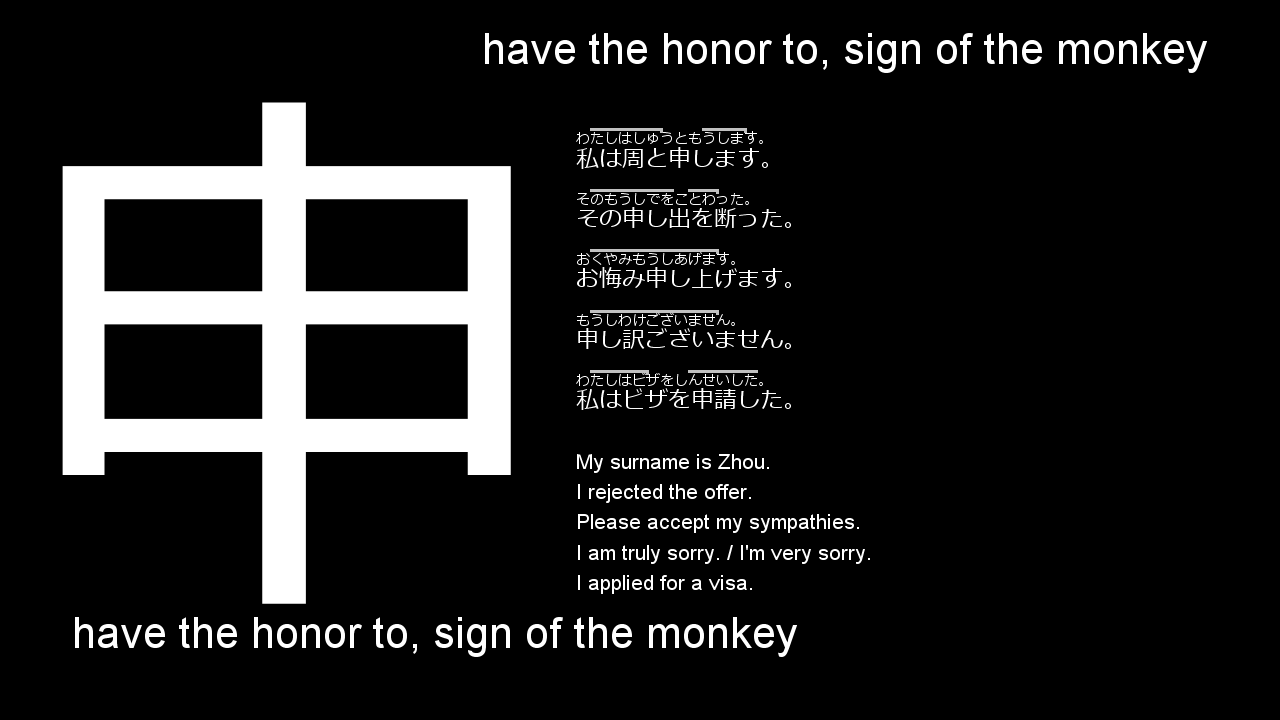 have the honor to, sign of the monkey
申
わたしはしゅうともうします。
私は周と申します。
そのもうしでをことわった。
その申し出を断った。
おくやみもうしあげます。
お悔み申し上げます。
もうしわけございません。
申し訳ございません。
わたしはビザをしんせいした。
私はビザを申請した。
My surname is Zhou.
I rejected the offer.
Please accept my sympathies.
I am truly sorry. / I'm very sorry.
I applied for a visa.
have the honor to, sign of the monkey